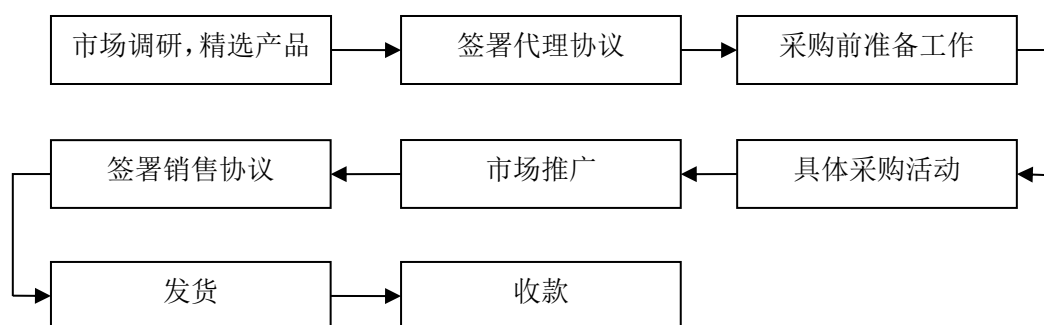 市场调研，精选产品
签署代理协议
采购前准备工作
签署销售协议
市场推广
具体采购活动
发货
收款